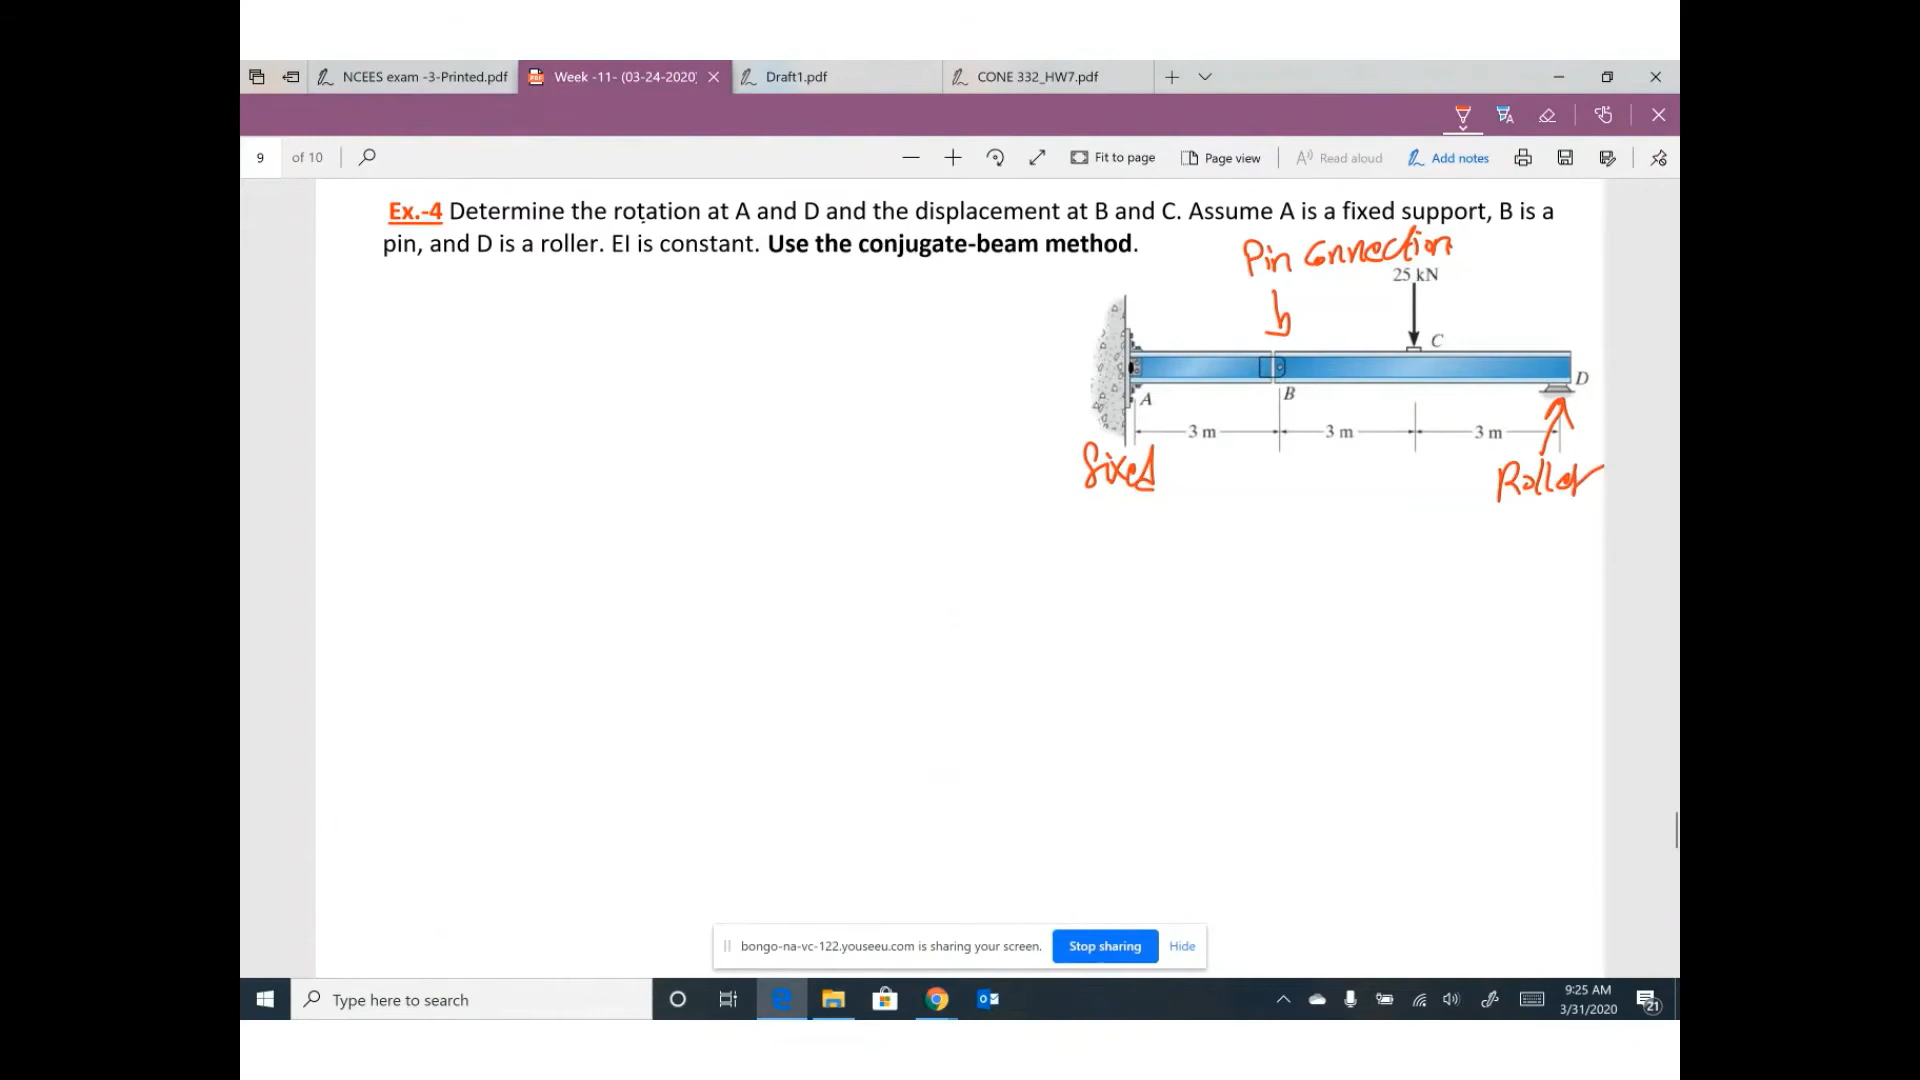 NCEES exam -3-Printed.pdf
Week -11- (03-24-2020)
Draft1.pdf
CONE 332_HW7.pdf
9 of 10
Fit to page
Page view
Read aloud
Add notes
Ex.-4 Determine the rotation at A and D and the displacement at B and C. Assume A is a fixed support, B is a
pin, and D is a roller. EI is constant. Use the conjugate-beam method.
Pin connection
25 kN
C
D
A
B
3 m
3 m
3 m
fixed
Roller
bongo-na-vc-122.youseeu.com is sharing your screen.
Stop sharing
Hide
Type here to search
9:25 AM
3/31/2020
21